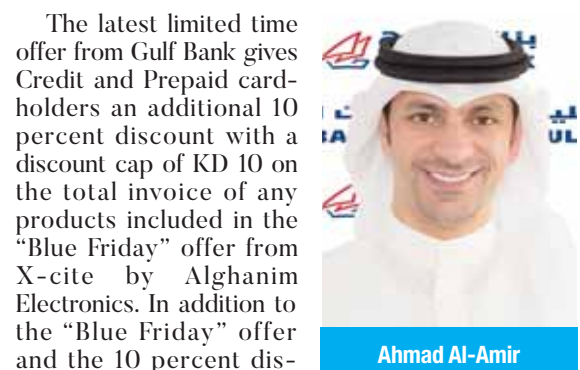 The latest limited time
offer from Gulf Bank gives
Credit and Prepaid card-
holders an additional 10
percent discount with a
discount cap of KD 10 on
the total invoice of any
products included in the
“Blue Friday” offer from
X-cite by Alghanim
Electronics. In addition to
the “Blue Friday” offer
and the 10 percent dis-
Ahmad Al-Amir